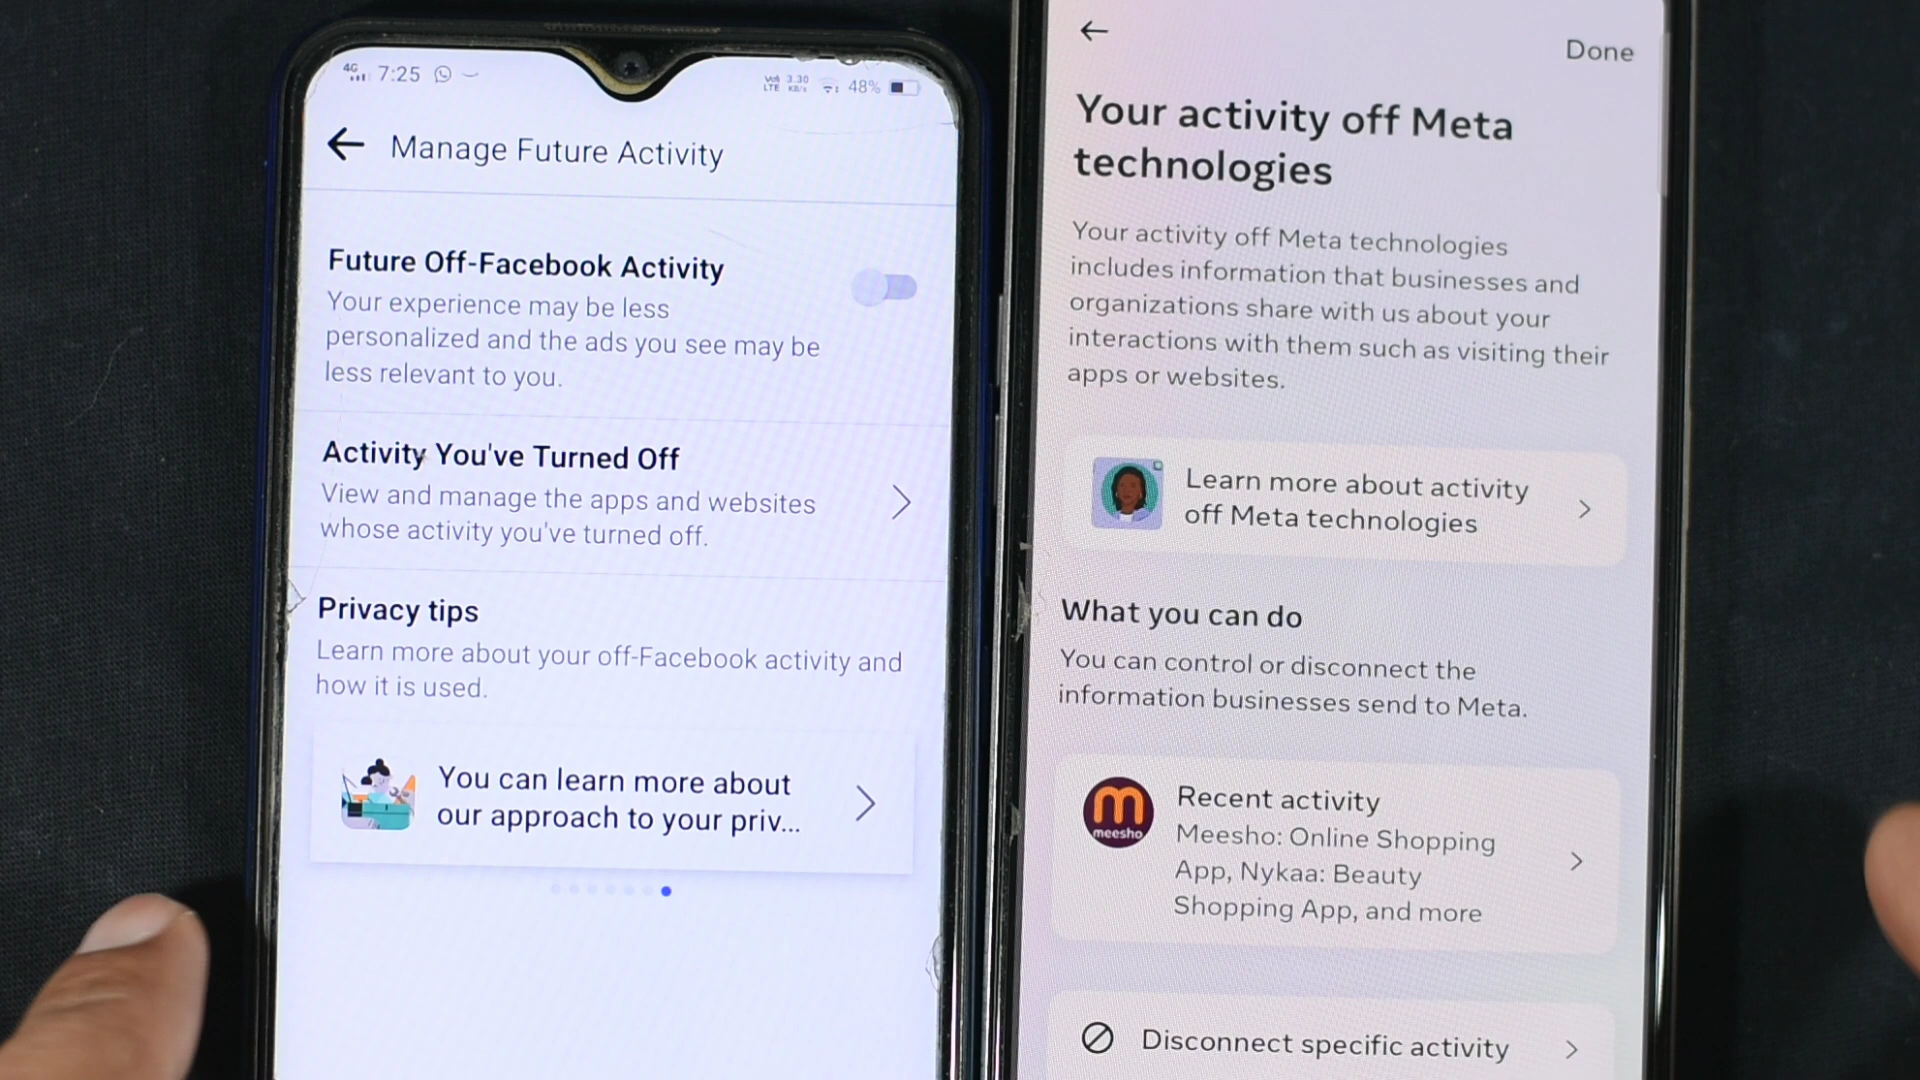 4G 7:25
VoI LTE 3.30 KB/s 48%
Manage Future Activity
Future Off-Facebook Activity
Your experience may be less
personalized and the ads you see may be
less relevant to you.
Activity You've Turned Off
View and manage the apps and websites
whose activity you've turned off.
Privacy tips
Learn more about your off-Facebook activity and
how it is used.
You can learn more about
our approach to your priv...
Done
Your activity off Meta
technologies
Your activity off Meta technologies
includes information that businesses and
organizations share with us about your
interactions with them such as visiting their
apps or websites.
Learn more about activity
off Meta technologies
What you can do
You can control or disconnect the
information businesses send to Meta.
meesho
Recent activity
Meesho: Online Shopping
App, Nykaa: Beauty
Shopping App, and more
Disconnect specific activity